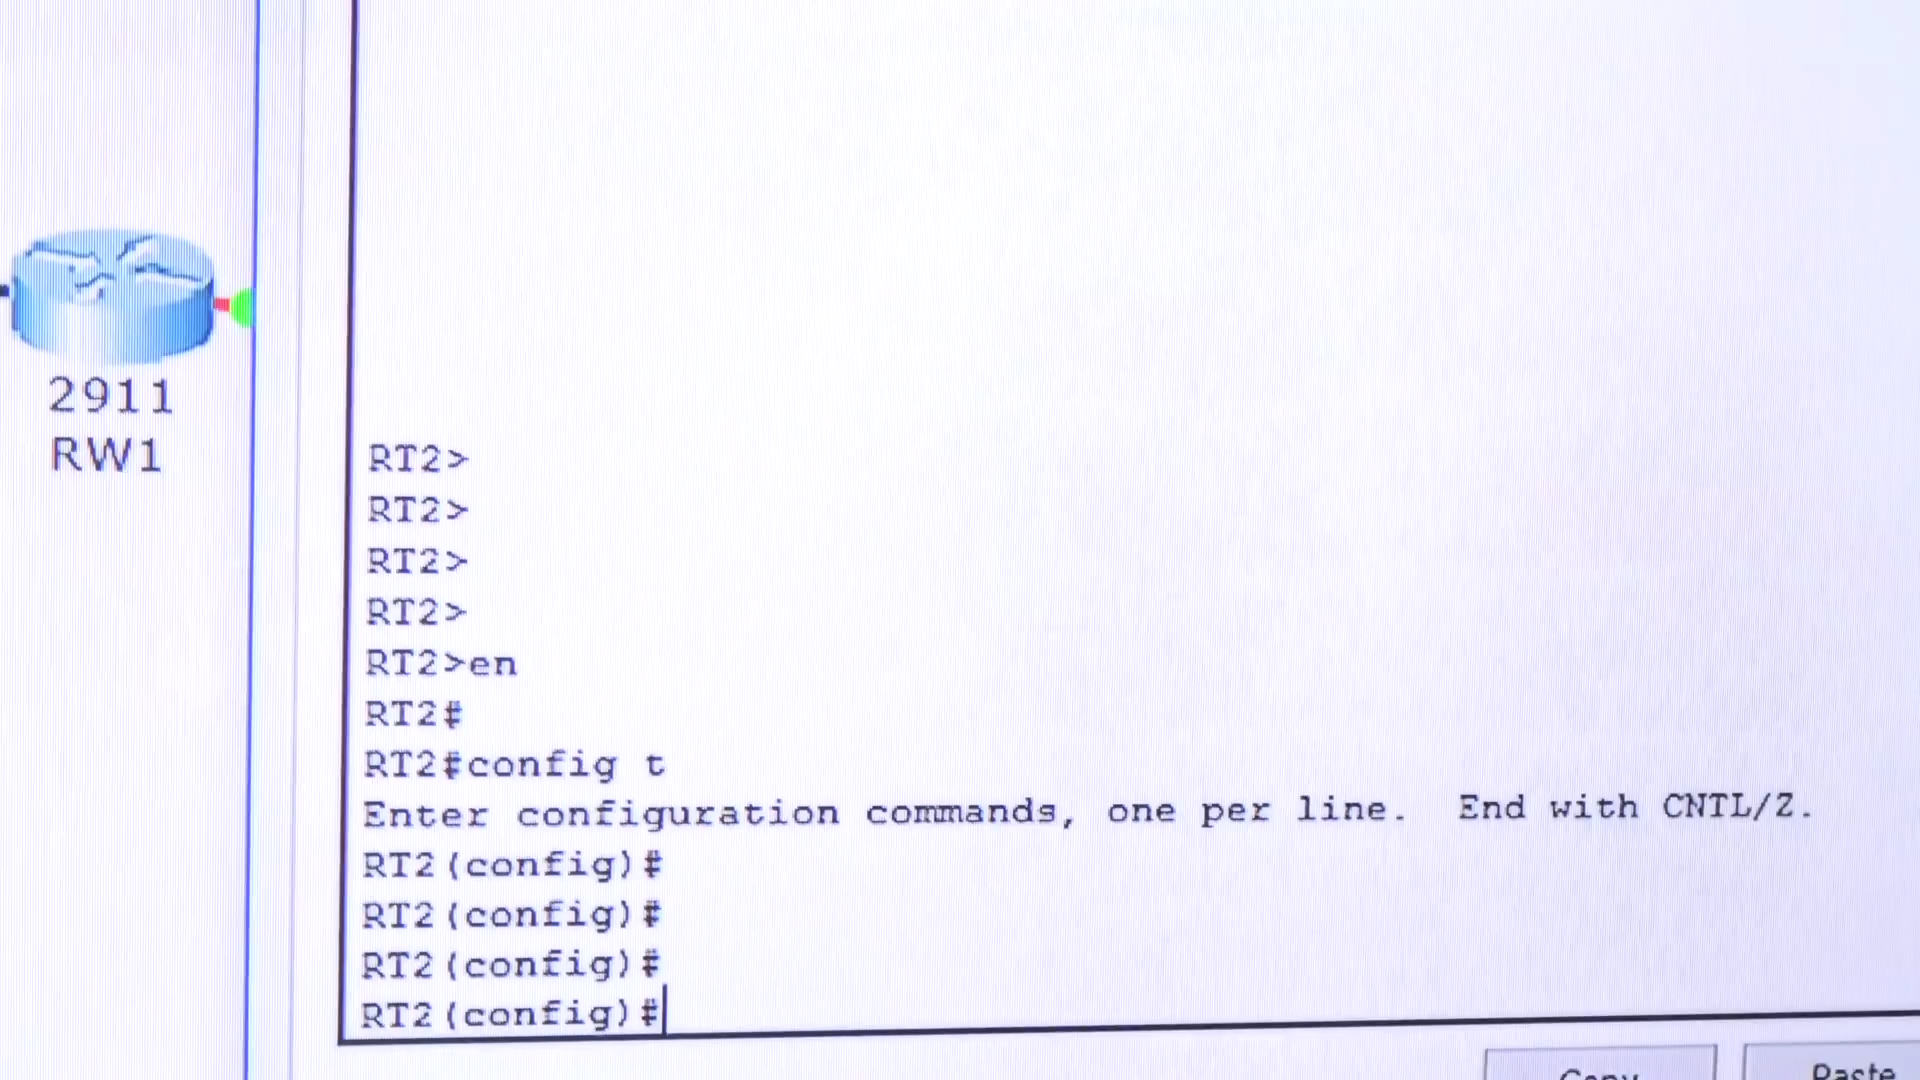 2911
RW1
RT2>
RT2>
RT2>
RT2>
RT2>en
RT2#
RT2#config t
Enter configuration commands, one per line.  End with CNTL/Z.
RT2(config)#
RT2(config)#
RT2(config)#
RT2(config)#
Copy
Paste